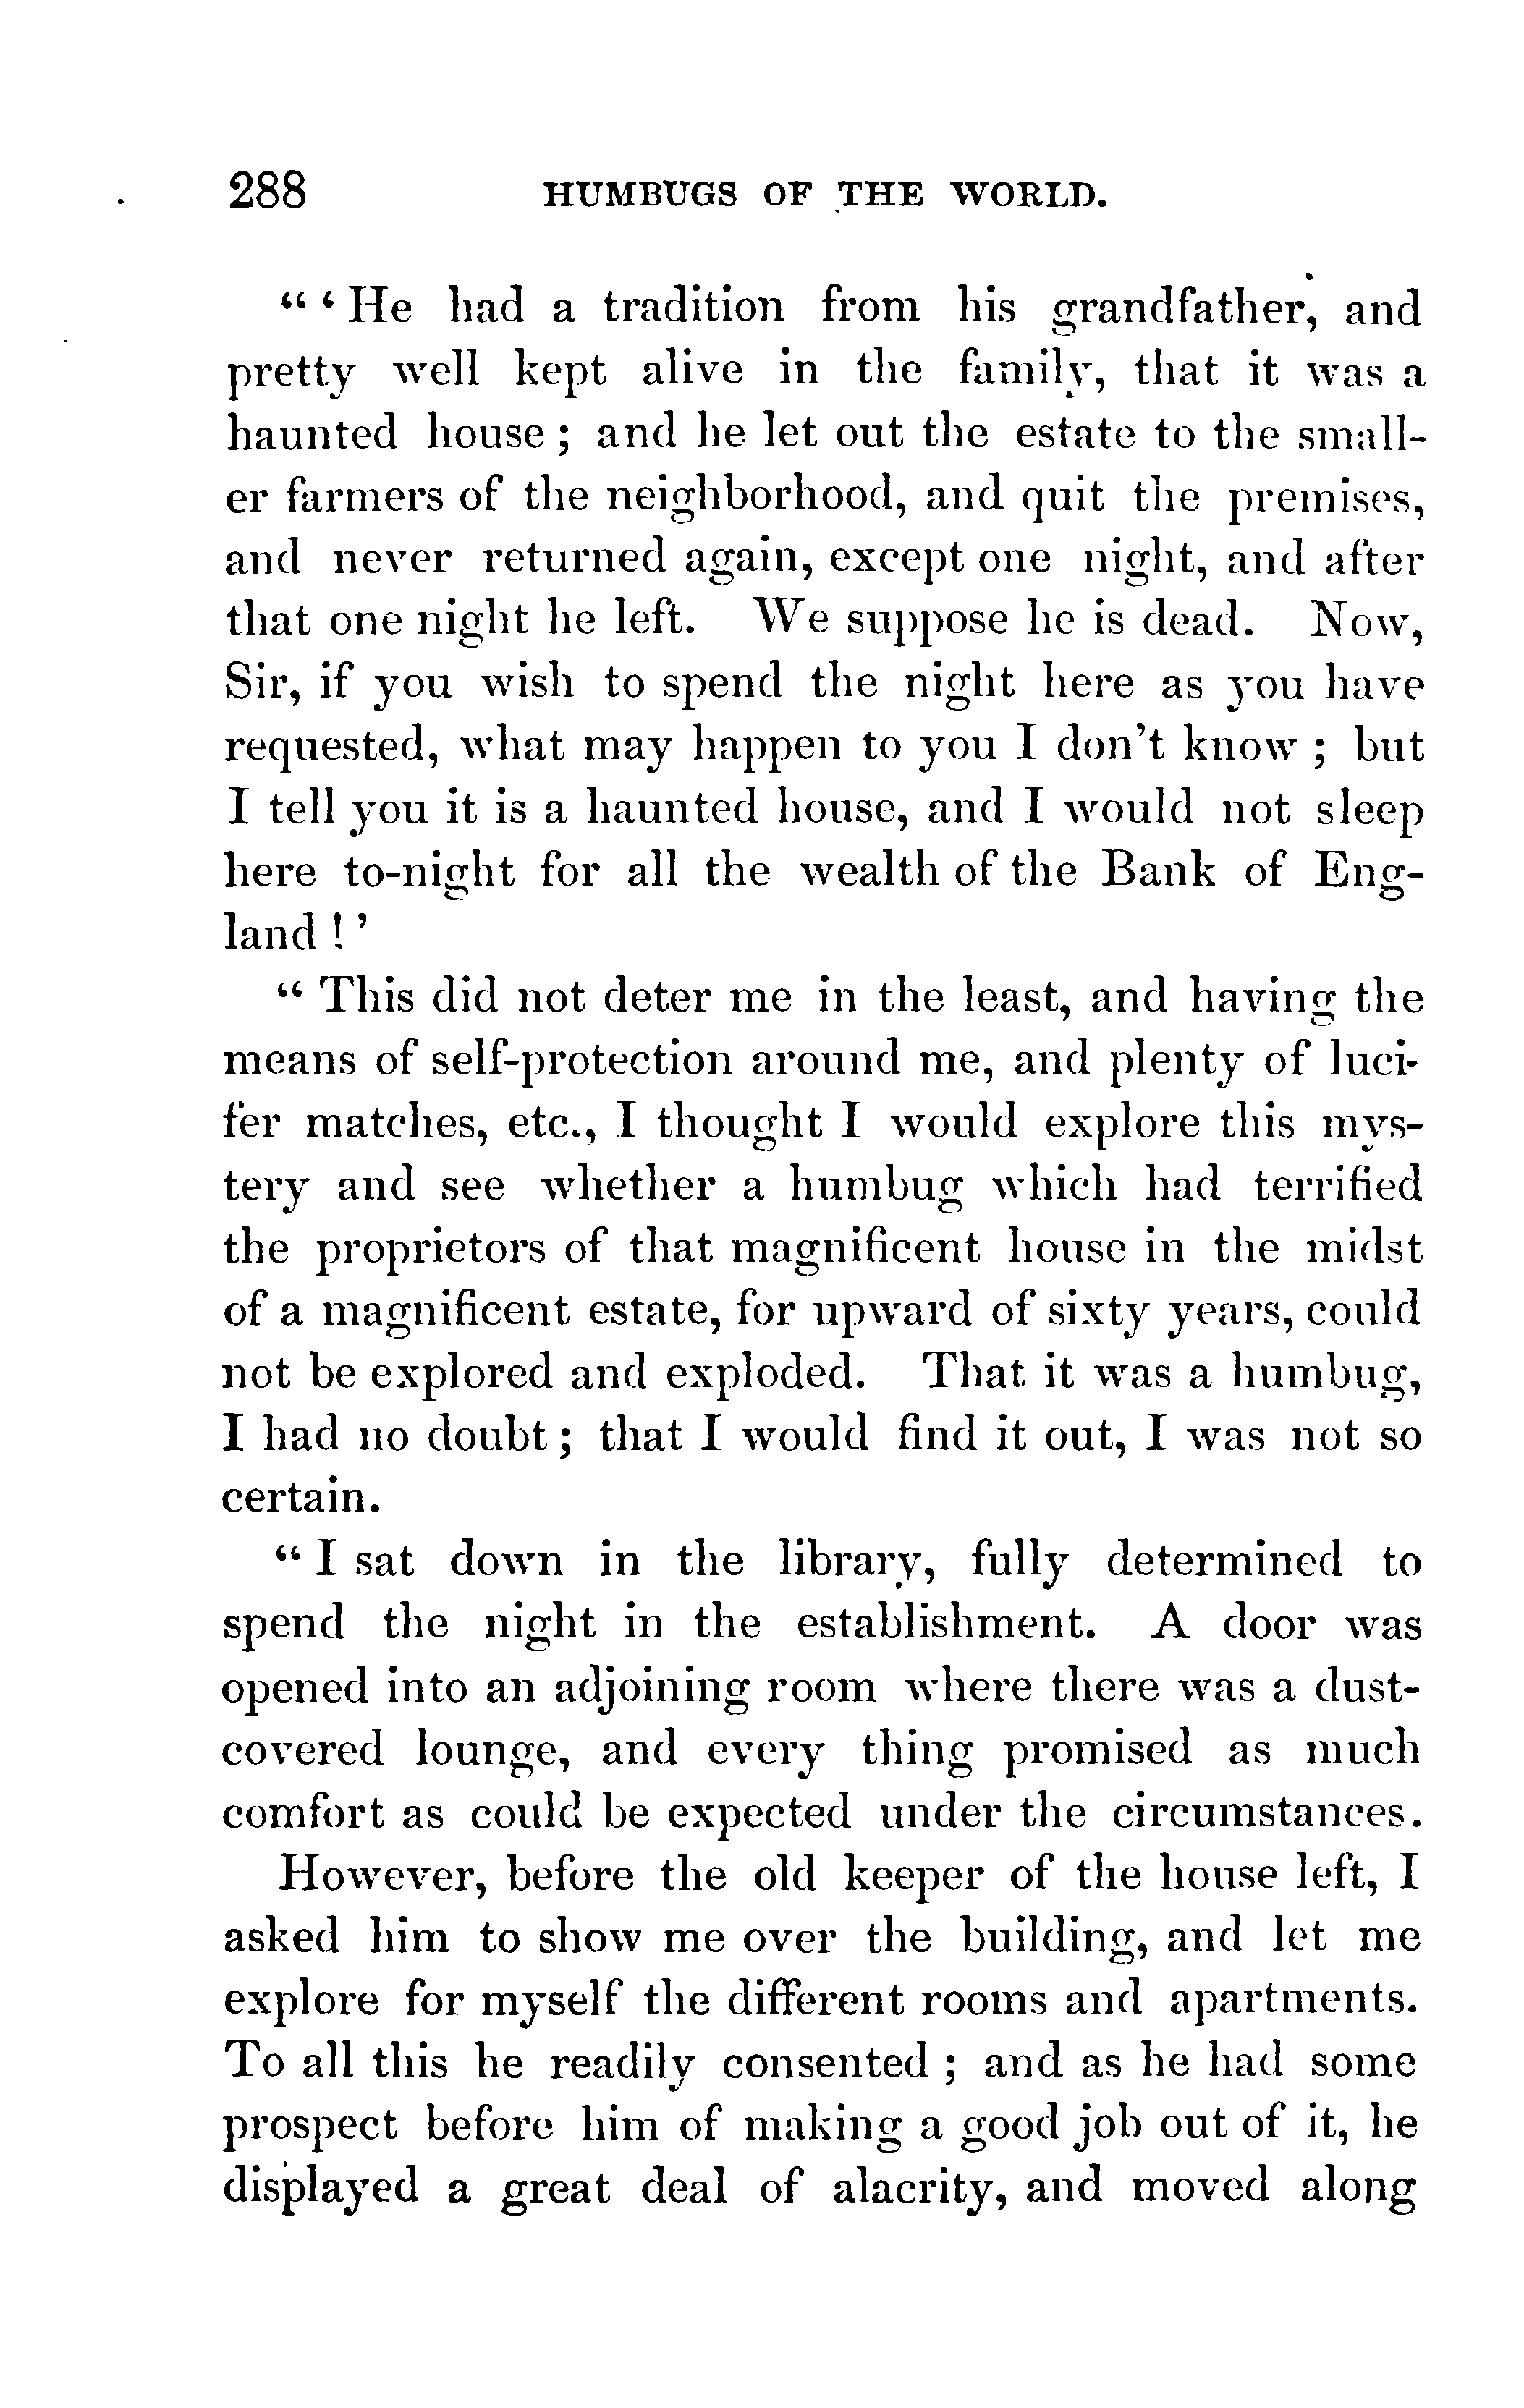 288 HUMBUGS OF THE WORLD.
“ ‘ He had a tradition from his grandfather, and
pretty well kept alive in the family, that it was a
haunted house ; and he let out the estate to the small-
er farmers of the neighborhood, and quit the premises,
and never returned again, except one night, and after
that one night he left. We suppose he is dead. Now,
Sir, if you wish to spend the night here as you have
requested, what may happen to you I don’t know ; but
I tell you it is a haunted house, and I would not sleep
here to-night for all the wealth of the Bank of Eng-
land ! ’
“ This did not deter me in the least, and having the
means of self-protection around me, and plenty of luci-
fer matches, etc., I thought I would explore this mys-
tery and see whether a humbug which had terrified
the proprietors of that magnificent house in the midst
of a magnificent estate, for upward of sixty years, could
not be explored and exploded. That it was a humbug,
I had no doubt ; that I would find it out, I was not so
certain.
“ I sat down in the library, fully determined to
spend the night in the establishment. A door was
opened into an adjoining room where there was a dust-
covered lounge, and every thing promised as much
comfort as could be expected under the circumstances.
However, before the old keeper of the house left, I
asked him to show me over the building, and let me
explore for myself the different rooms and apartments.
To all this he readily consented ; and as he had some
prospect before him of making a good job out of it, he
displayed a great deal of alacrity, and moved along